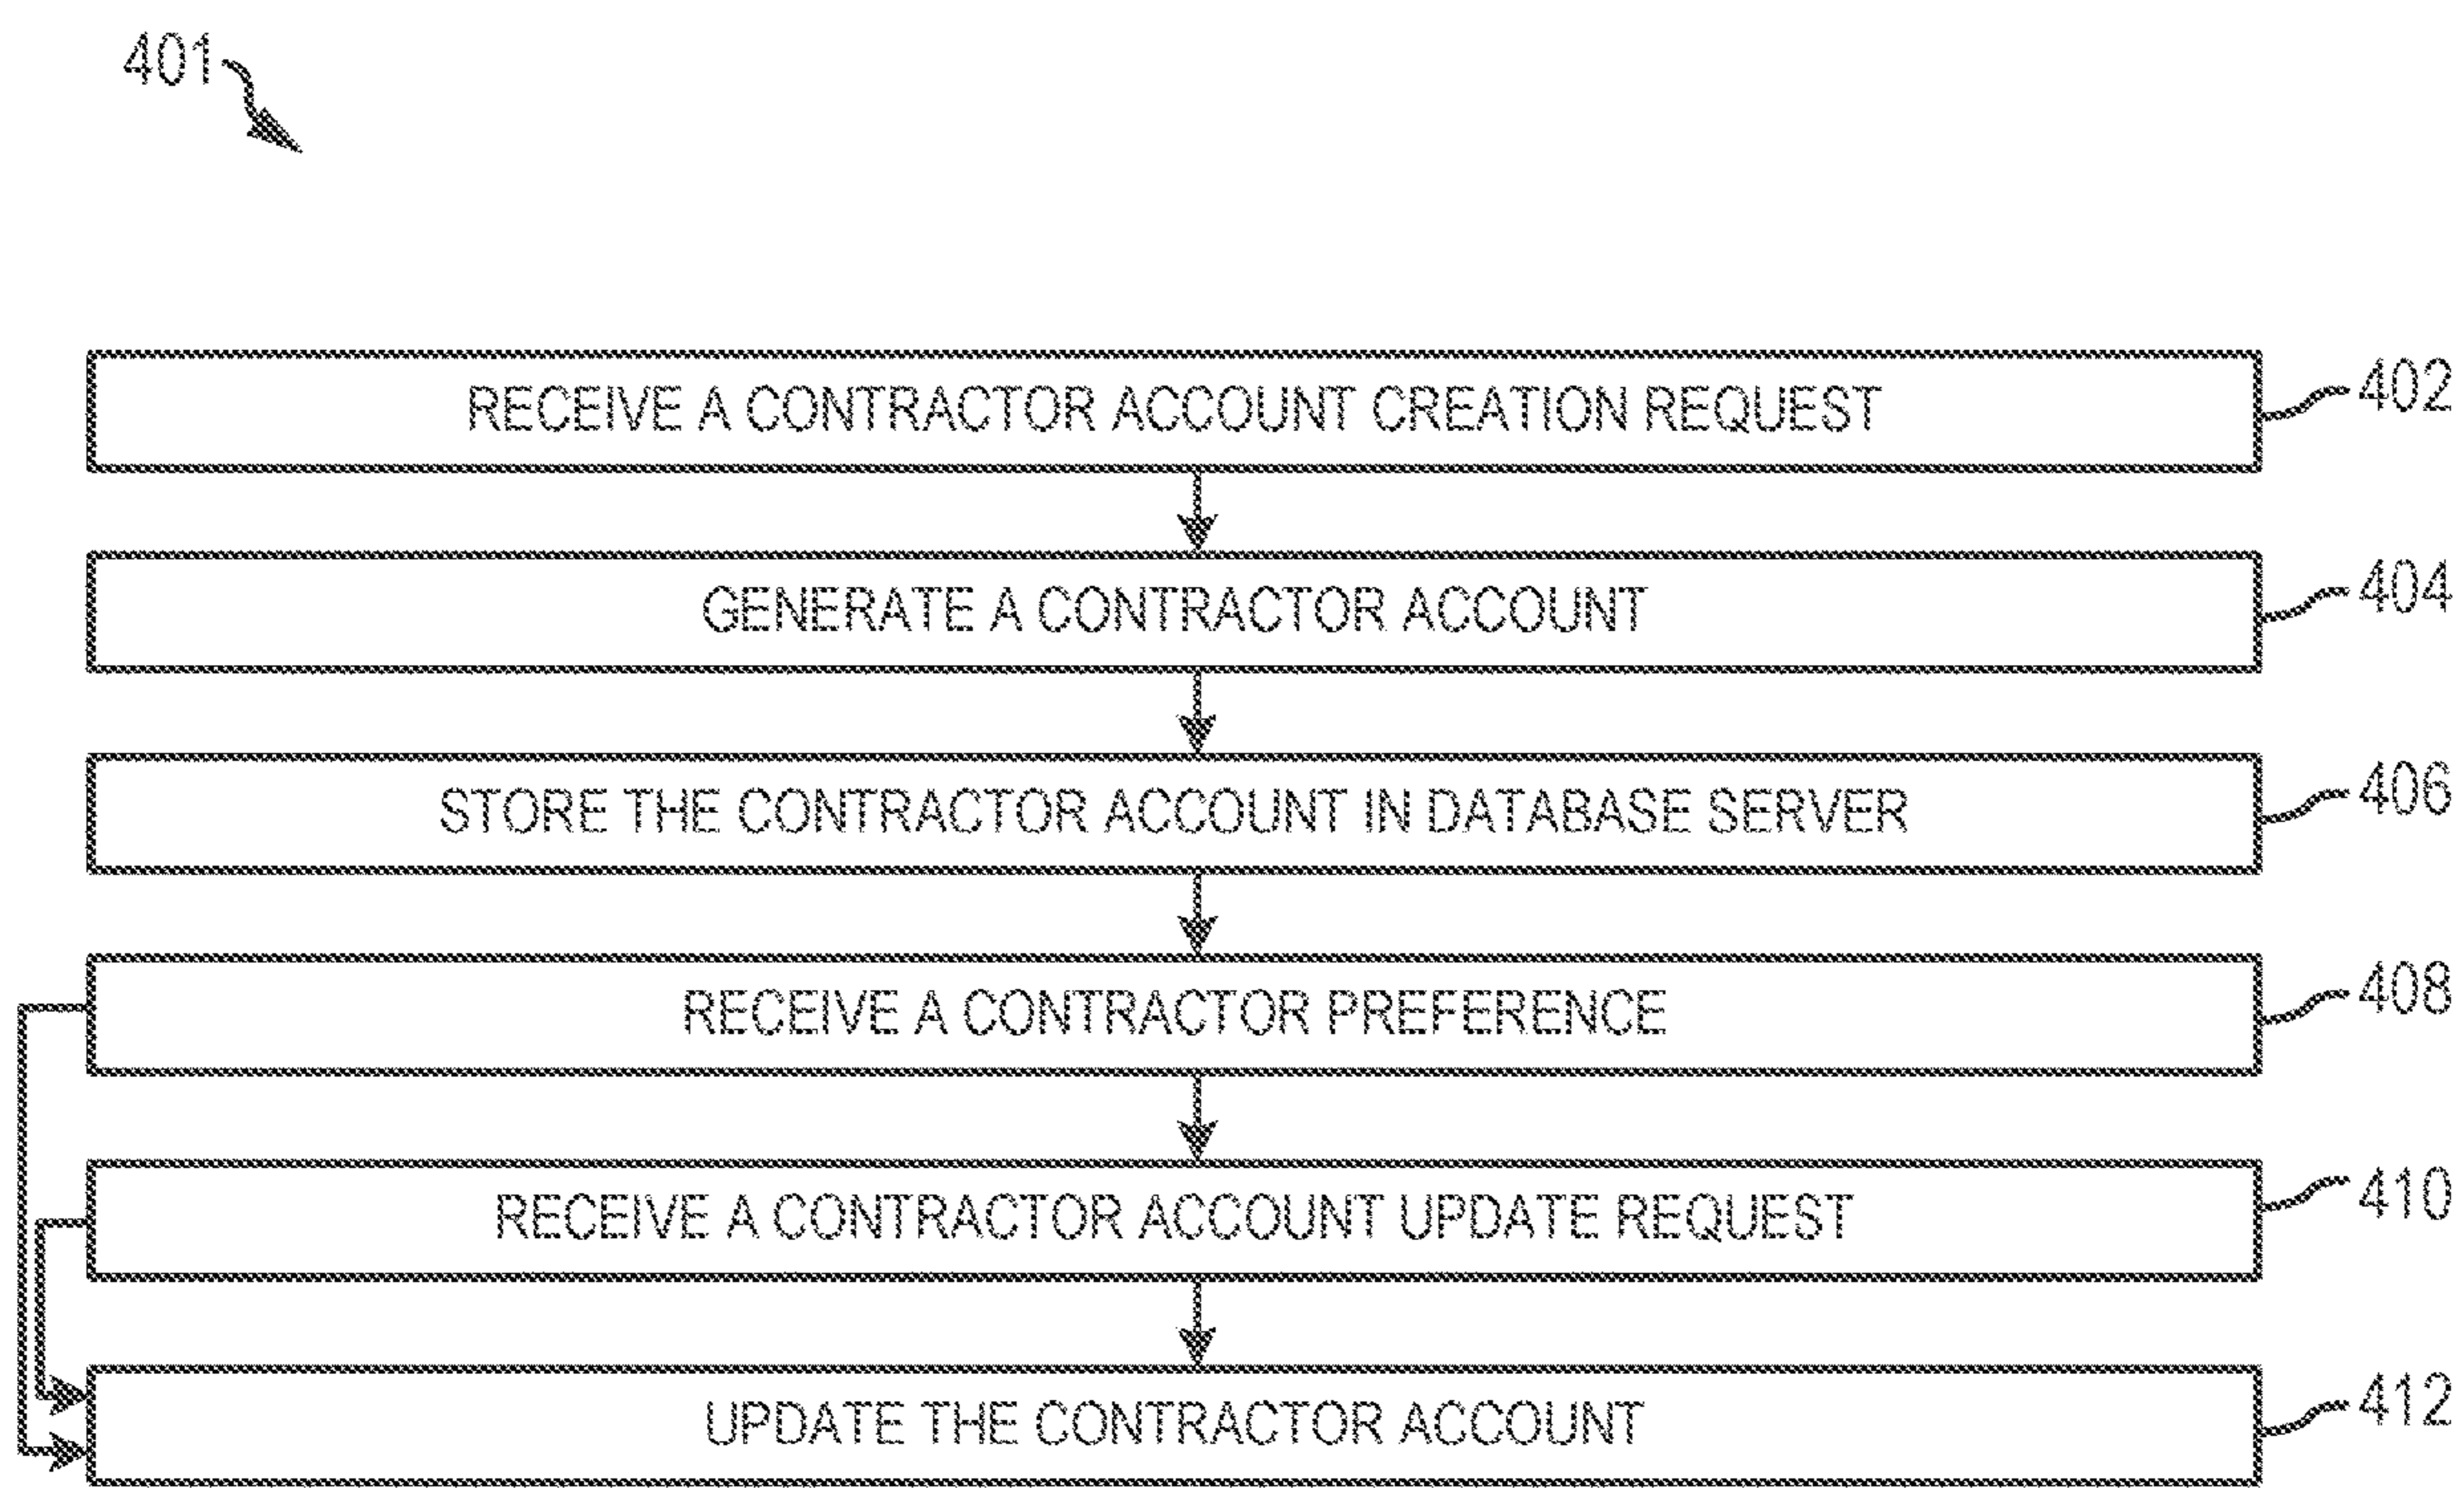 401
RECEIVE A CONTRACTOR ACCOUNT CREATION REQUEST
402
GENERATE A CONTRACTOR ACCOUNT
404
STORE THE CONTRACTOR ACCOUNT IN DATABASE SERVER
406
RECEIVE A CONTRACTOR PREFERENCE
408
RECEIVE A CONTRACTOR ACCOUNT UPDATE REQUEST
410
UPDATE THE CONTRACTOR ACCOUNT
412